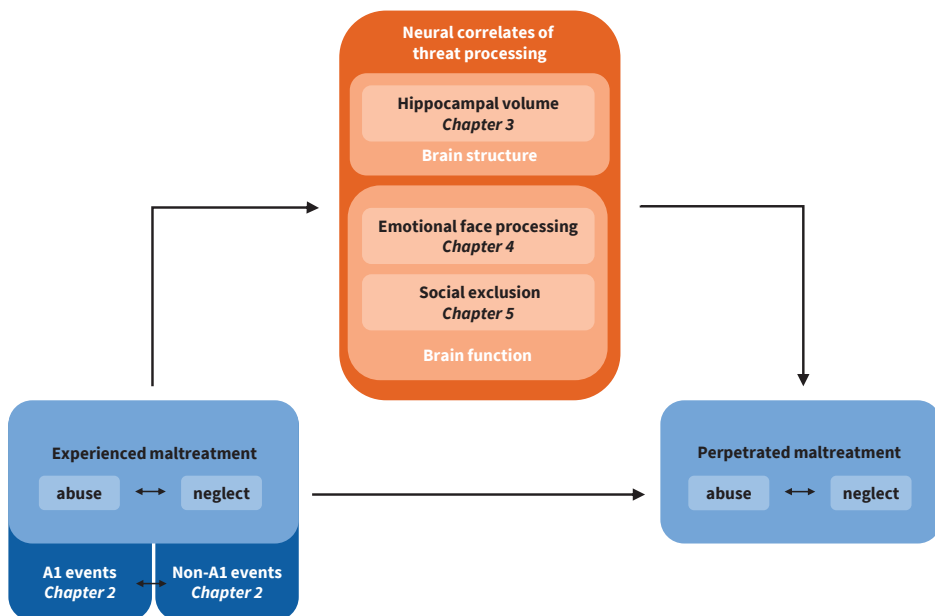 Neural correlates of
threat processing
Hippocampal volume
Chapter 3
Brain structure
Emotional face processing
Chapter 4
Social exclusion
Chapter 5
Brain function
Experienced maltreatment
abuse
neglect
A1 events
Chapter 2
Non-A1 events
Chapter 2
Perpetrated maltreatment
abuse
neglect